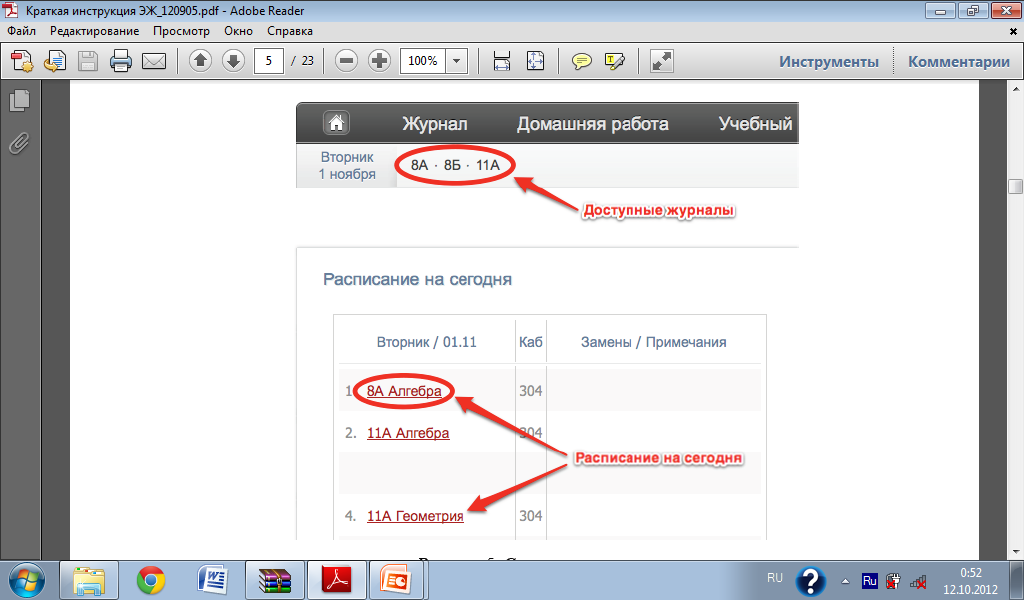 Краткая инструкция ЭЖ_120905.pdf - Adobe Reader
Файл Редактирование Просмотр Окно Справка
5 / 23 100% Инструменты Комментарии
Журнал Домашняя работа Учебный
Вторник
1 ноября
8А · 8Б · 11А
Доступные журналы
Расписание на сегодня
Вторник / 01.11 Каб Замены / Примечания
1 8А Алгебра 304
2. 11А Алгебра 304
Расписание на сегодня
4. 11А Геометрия 304
RU Ru 0:52
12.10.2012